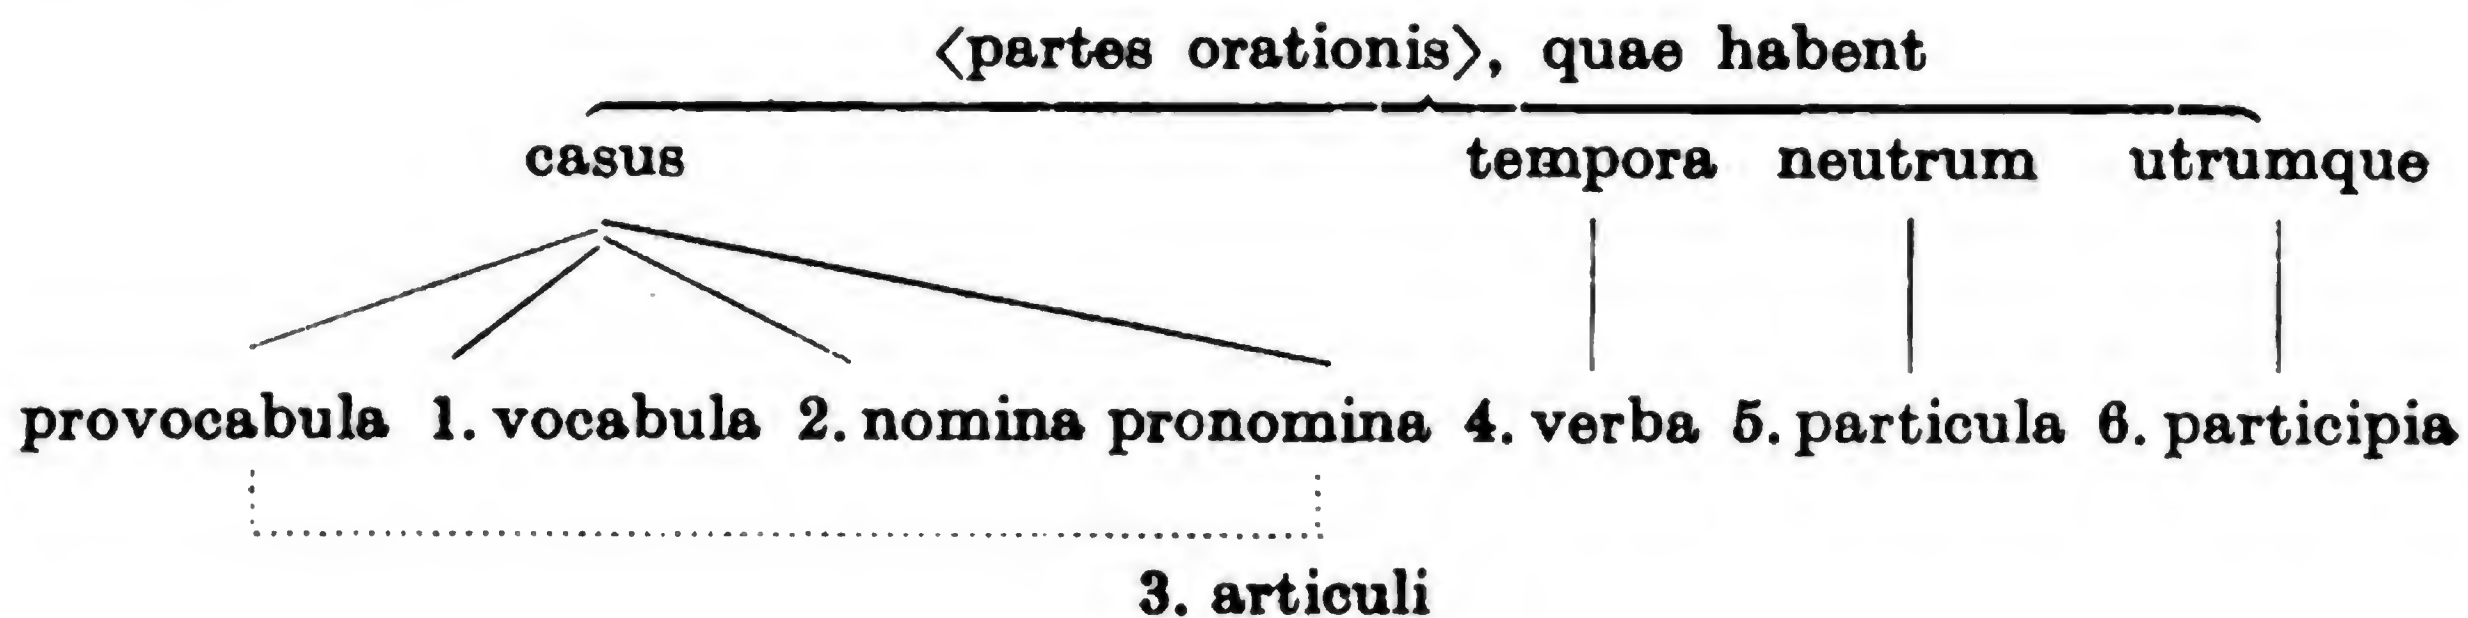 ⟨partes orationis⟩, quae habent
casus tempora neutrum utrumque
provocabula 1. vocabula 2. nomina pronomina 4. verba 5. particula 6. participia
3. articuli